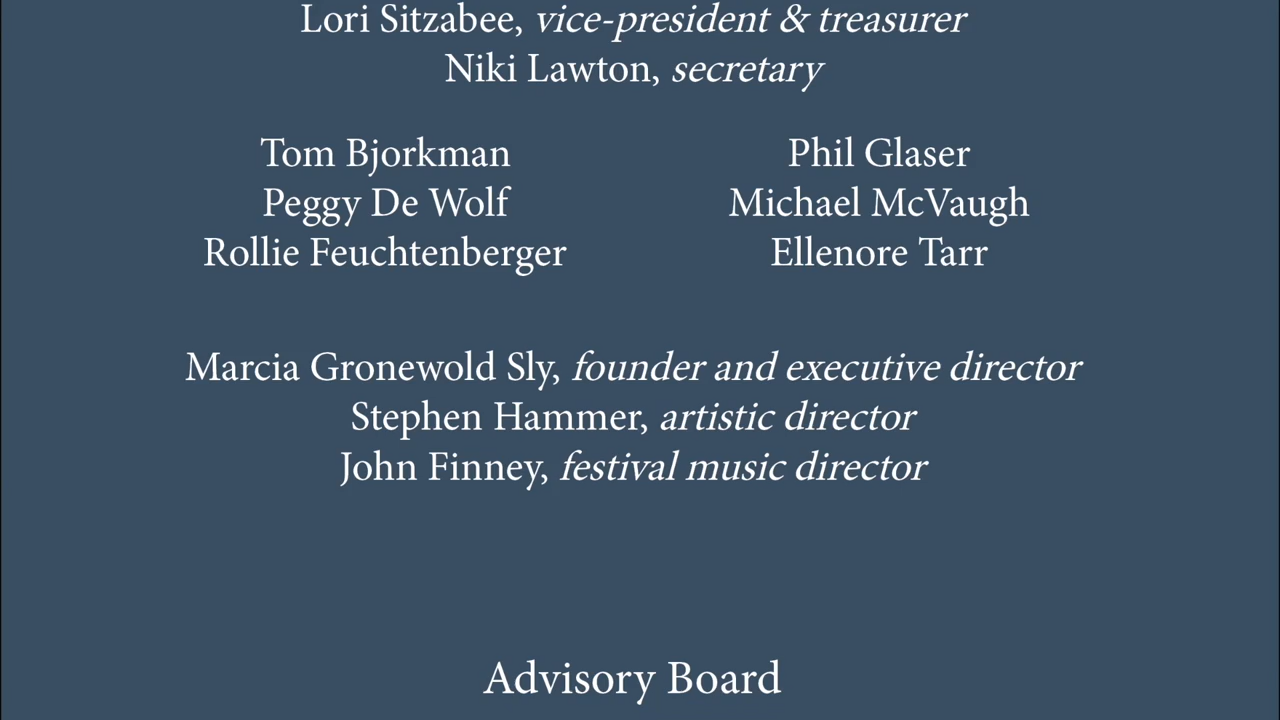 Lori Sitzabee, vice-president & treasurer
Niki Lawton, secretary
Tom Bjorkman
Peggy De Wolf
Rollie Feuchtenberger
Phil Glaser
Michael McVaugh
Ellenore Tarr
Marcia Gronewold Sly, founder and executive director
Stephen Hammer, artistic director
John Finney, festival music director
Advisory Board